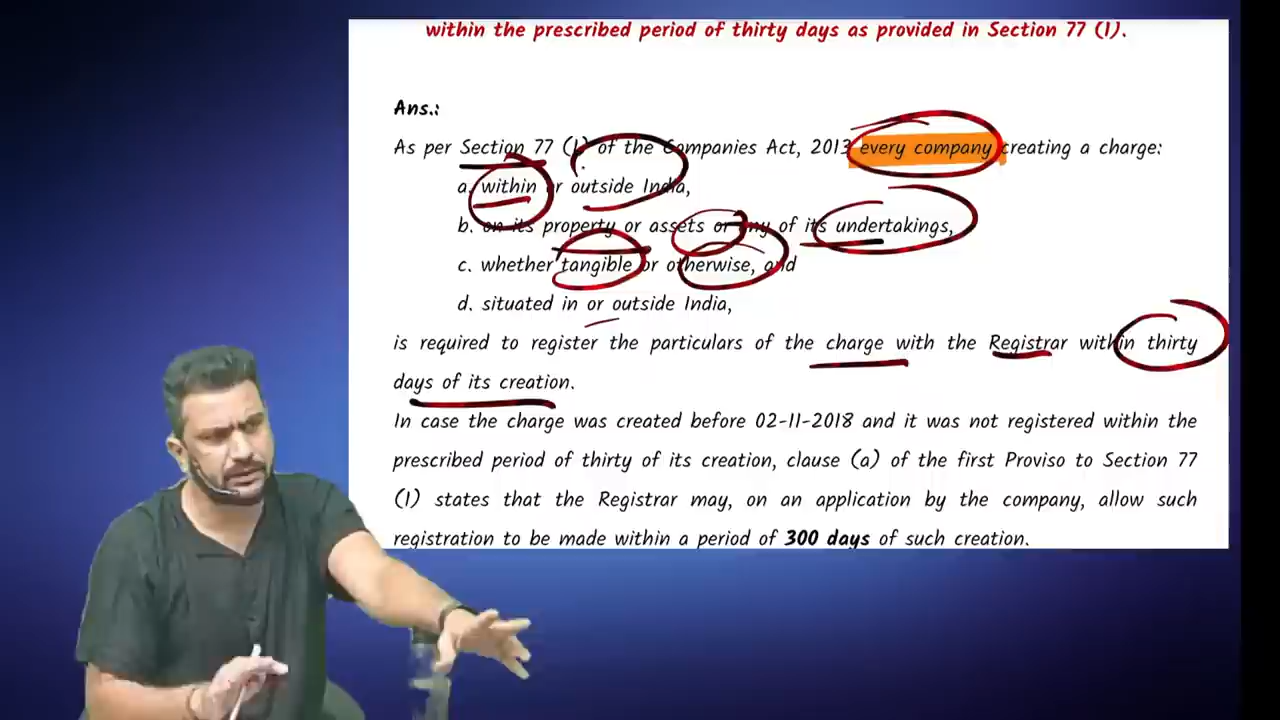 within the prescribed period of thirty days as provided in Section 77 (1).
Ans.:
As per Section 77 (1) of the Companies Act, 2013 every company creating a charge:
a. within or outside India,
b. on its property or assets or any of its undertakings,
c. whether tangible or otherwise, and
d. situated in or outside India,
is required to register the particulars of the charge with the Registrar within thirty
days of its creation.
In case the charge was created before 02-11-2018 and it was not registered within the
prescribed period of thirty of its creation, clause (a) of the first Proviso to Section 77
(1) states that the Registrar may, on an application by the company, allow such
registration to be made within a period of 300 days of such creation.